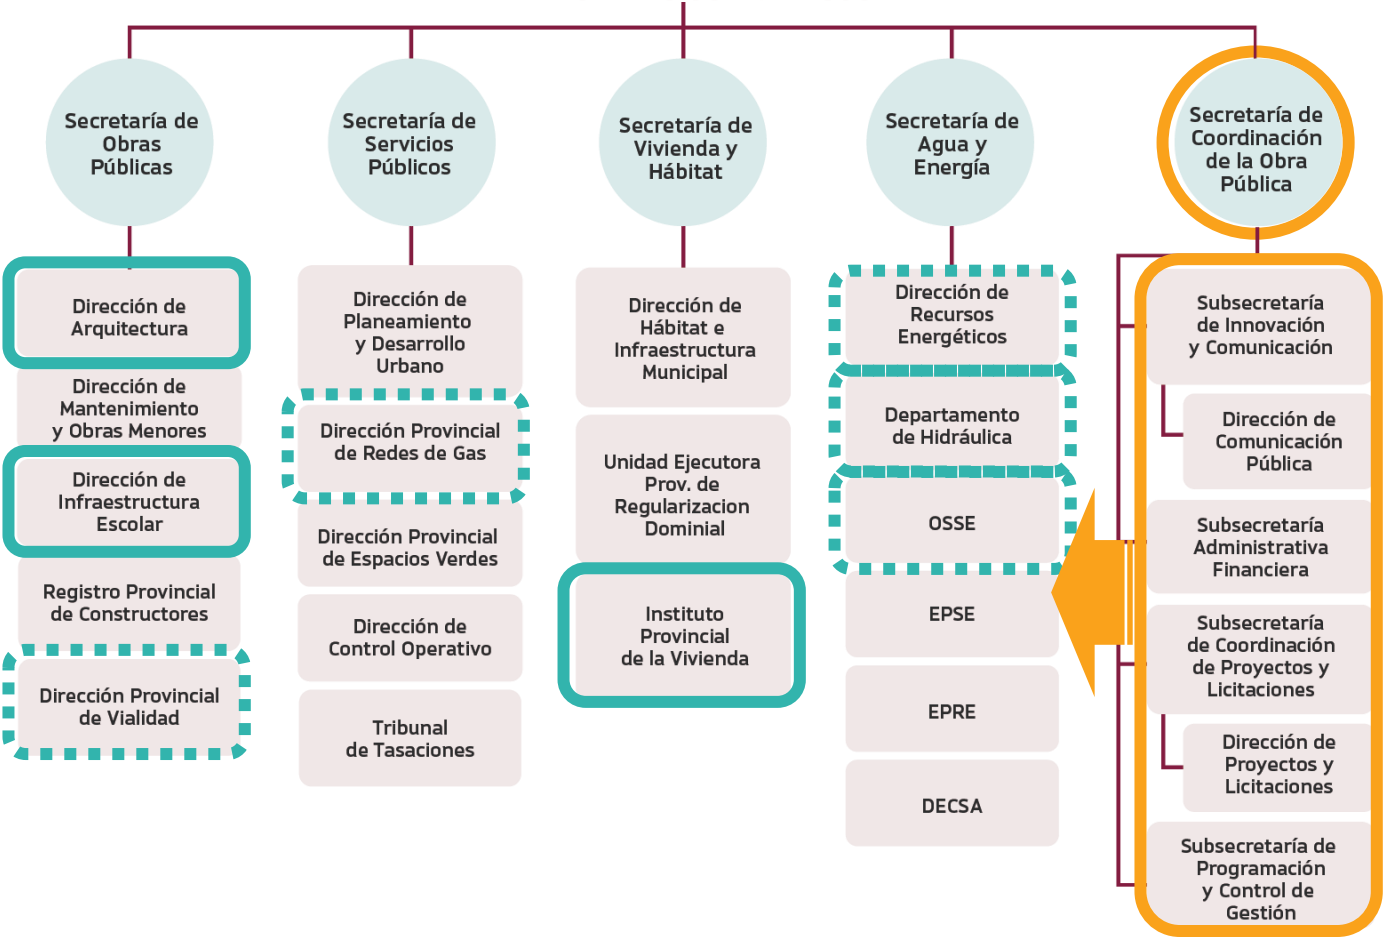 Secretaría de
Obras
Públicas
Secretaría de
Servicios
Públicos
Secretaría de
Vivienda y
Hábitat
Secretaría de
Agua y
Energía
Secretaría de
Coordinación
de la Obra
Pública
Dirección de
Arquitectura
Dirección de
Mantenimiento
y Obras Menores
Dirección de
Infraestructura
Escolar
Registro Provincial
de Constructores
Dirección Provincial
de Vialidad
Dirección de
Planeamiento
y Desarrollo
Urbano
Dirección Provincial
de Redes de Gas
Dirección Provincial
de Espacios Verdes
Dirección de
Control Operativo
Tribunal
de Tasaciones
Dirección de
Hábitat e
Infraestructura
Municipal
Unidad Ejecutora
Prov. de
Regularizacion
Dominial
Instituto
Provincial
de la Vivienda
Dirección de
Recursos
Energéticos
Departamento
de Hidráulica
OSSE
EPSE
EPRE
DECSA
Subsecretaría
de Innovación
y Comunicación
Dirección de
Comunicación
Pública
Subsecretaría
Administrativa
Financiera
Subsecretaría
de Coordinación
de Proyectos y
Licitaciones
Dirección de
Proyectos y
Licitaciones
Subsecretaría de
Programación
y Control de
Gestión